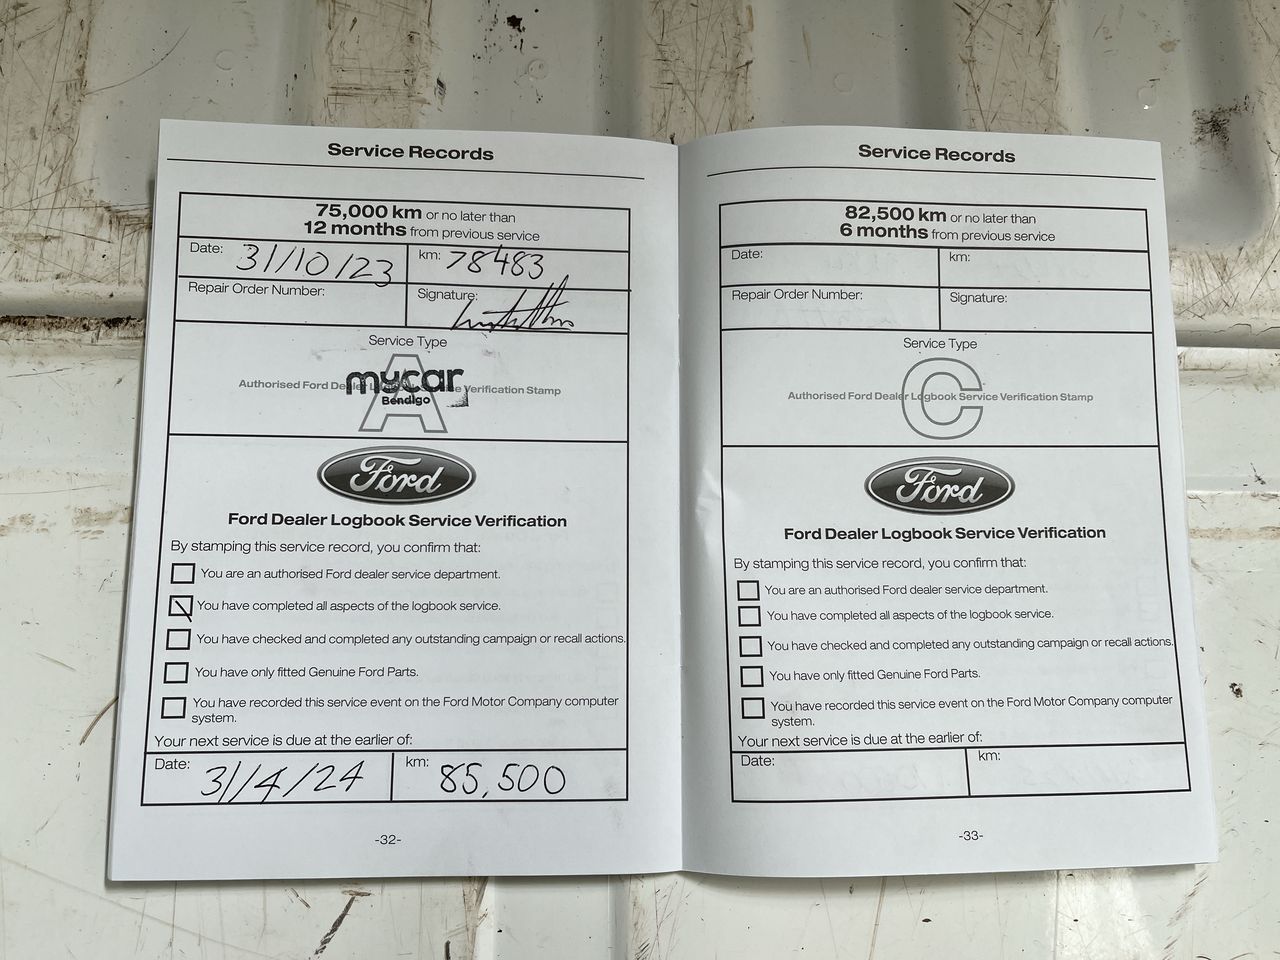 Service Records
75,000 km or no later than
12 months from previous service
Date: 31/10/23 km: 78483
Repair Order Number: Signature:
Service Type
A
Authorised Ford Dealer Logbook Service Verification Stamp
mycar
Bendigo
Ford
Ford Dealer Logbook Service Verification
By stamping this service record, you confirm that:
You are an authorised Ford dealer service department.
You have completed all aspects of the logbook service.
You have checked and completed any outstanding campaign or recall actions.
You have only fitted Genuine Ford Parts.
You have recorded this service event on the Ford Motor Company computer
system.
Your next service is due at the earlier of:
Date: 31/4/24 km: 85,500
-32-
Service Records
82,500 km or no later than
6 months from previous service
Date: km:
Repair Order Number: Signature:
Service Type
C
Authorised Ford Dealer Logbook Service Verification Stamp
Ford
Ford Dealer Logbook Service Verification
By stamping this service record, you confirm that:
You are an authorised Ford dealer service department.
You have completed all aspects of the logbook service.
You have checked and completed any outstanding campaign or recall actions.
You have only fitted Genuine Ford Parts.
You have recorded this service event on the Ford Motor Company computer
system.
Your next service is due at the earlier of:
Date: km:
-33-